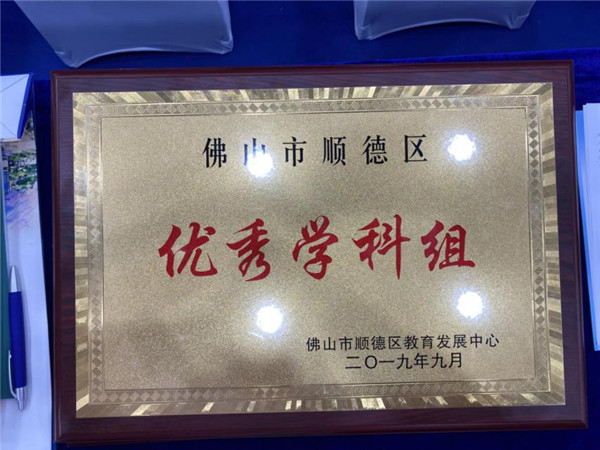 佛山市顺德区
优秀学科组
佛山市顺德区教育发展中心
二〇一九年九月